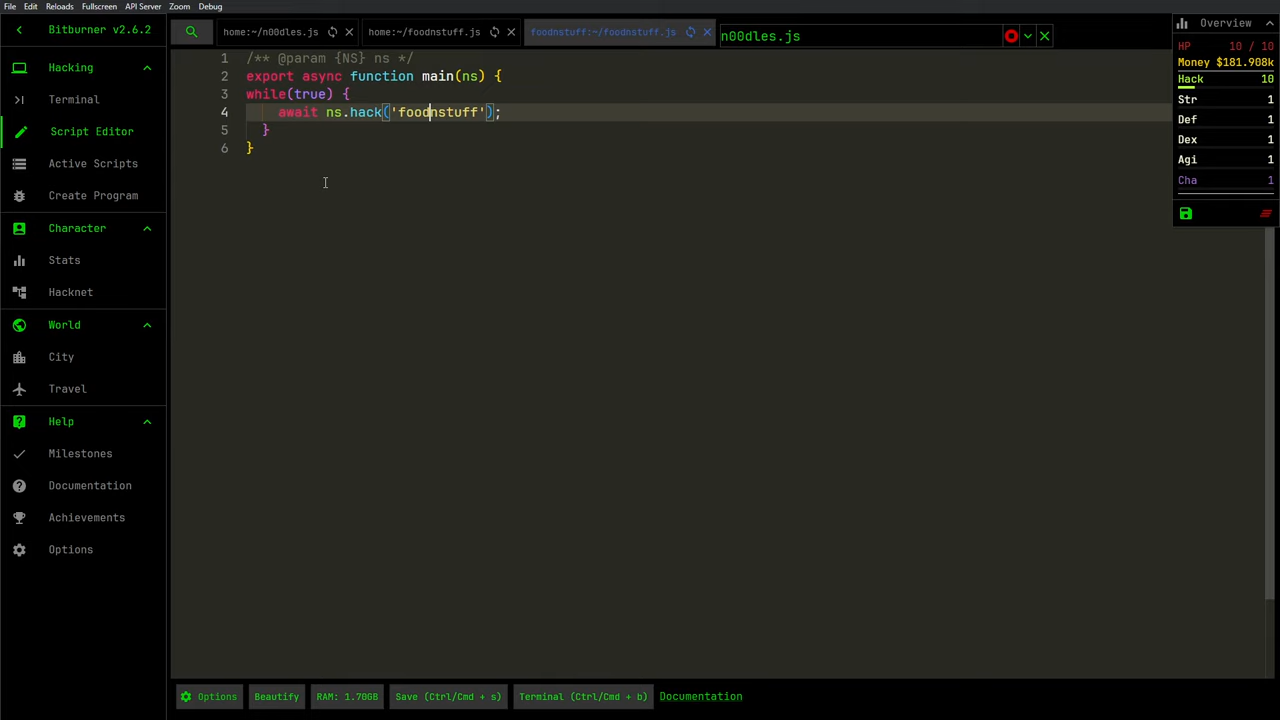 File Edit Reloads Fullscreen API Server Zoom Debug
Bitburner v2.6.2
Hacking
Terminal
Script Editor
Active Scripts
Create Program
Character
Stats
Hacknet
World
City
Travel
Help
Milestones
Documentation
Achievements
Options
home:~/n00dles.js
home:~/foodnstuff.js
foodnstuff:~/foodnstuff.js
n00dles.js
1 /** @param {NS} ns */
2 export async function main(ns) {
3 while(true) {
4 await ns.hack('foodnstuff');
5 }
6 }
Options
Beautify
RAM: 1.70GB
Save (Ctrl/Cmd + s)
Terminal (Ctrl/Cmd + b)
Documentation
Overview
HP 10 / 10
Money $181.908k
Hack 10
Str 1
Def 1
Dex 1
Agi 1
Cha 1